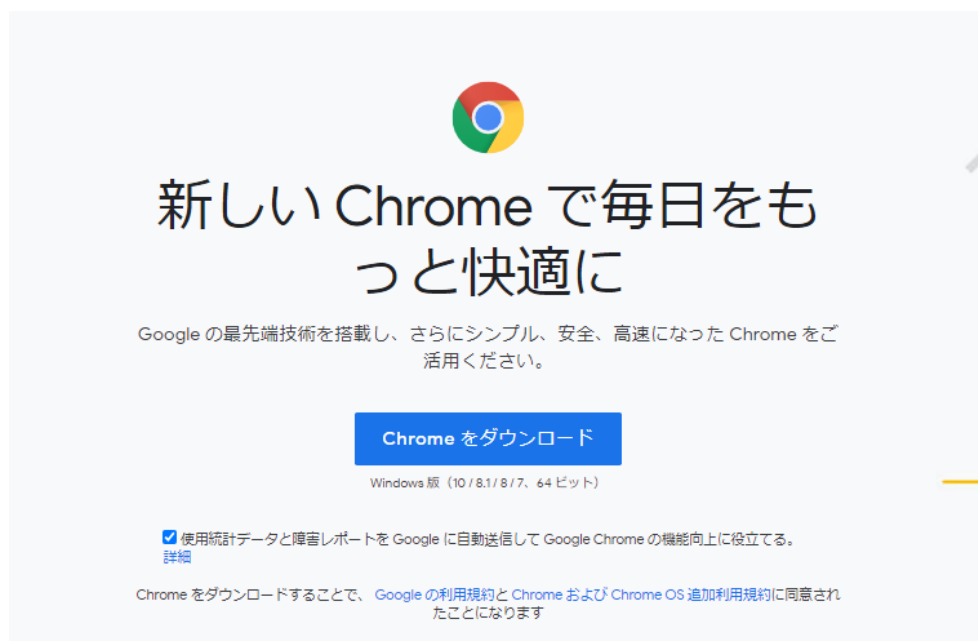 新しい Chrome で毎日をも
っと快適に
Google の最先端技術を搭載し、さらにシンプル、安全、高速になった Chrome をご
活用ください。
Chrome をダウンロード
Windows 版（10 / 8.1 / 8 / 7、64 ビット）
使用統計データと障害レポートを Google に自動送信して Google Chrome の機能向上に役立てる。
詳細
Chrome をダウンロードすることで、 Google の利用規約と Chrome および Chrome OS 追加利用規約に同意され
たことになります